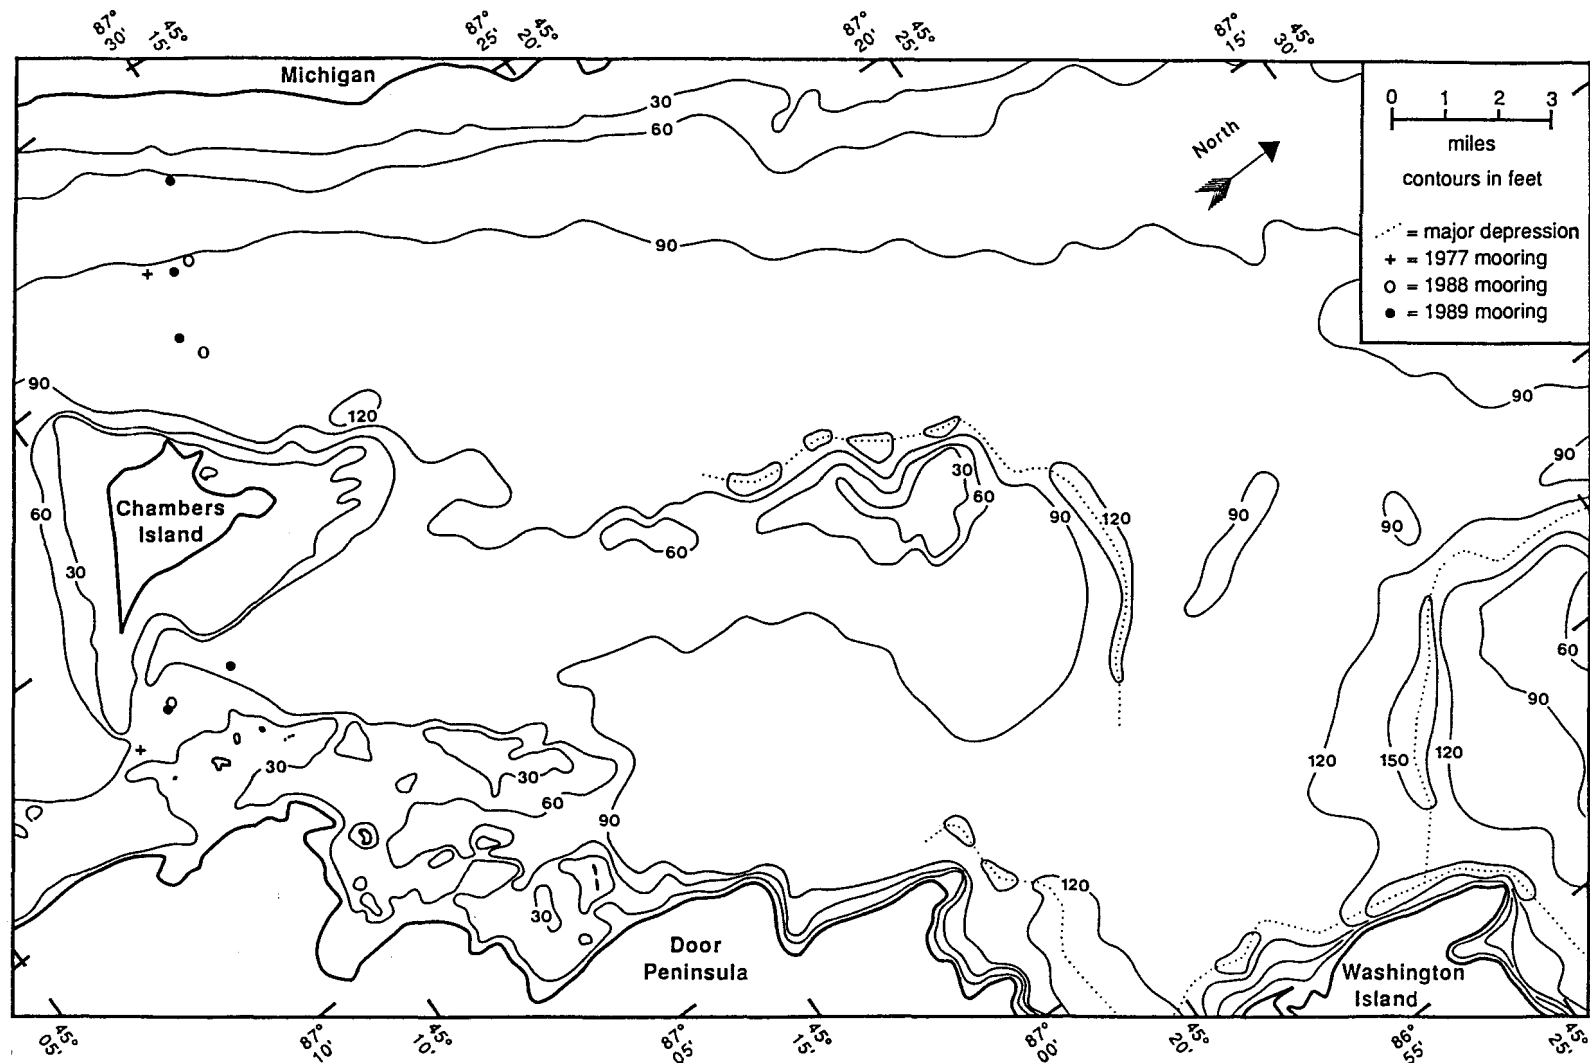 87° 30'
45° 15'
87° 25'
45° 20'
87° 20'
45° 25'
87° 15'
45° 30'
Michigan
30
60
North
0 1 2 3
miles
contours in feet
= major depression
+ = 1977 mooring
o = 1988 mooring
• = 1989 mooring
90
90
120
90
90
30
60
Chambers
Island
60
90
120
90
90
60
30
60
90
120
150
120
30
60
90
120
30
Door
Peninsula
Washington
Island
45° 05'
87° 10'
45° 10'
87° 05'
45° 15'
87° 00'
45° 20'
86° 55'
45° 25'